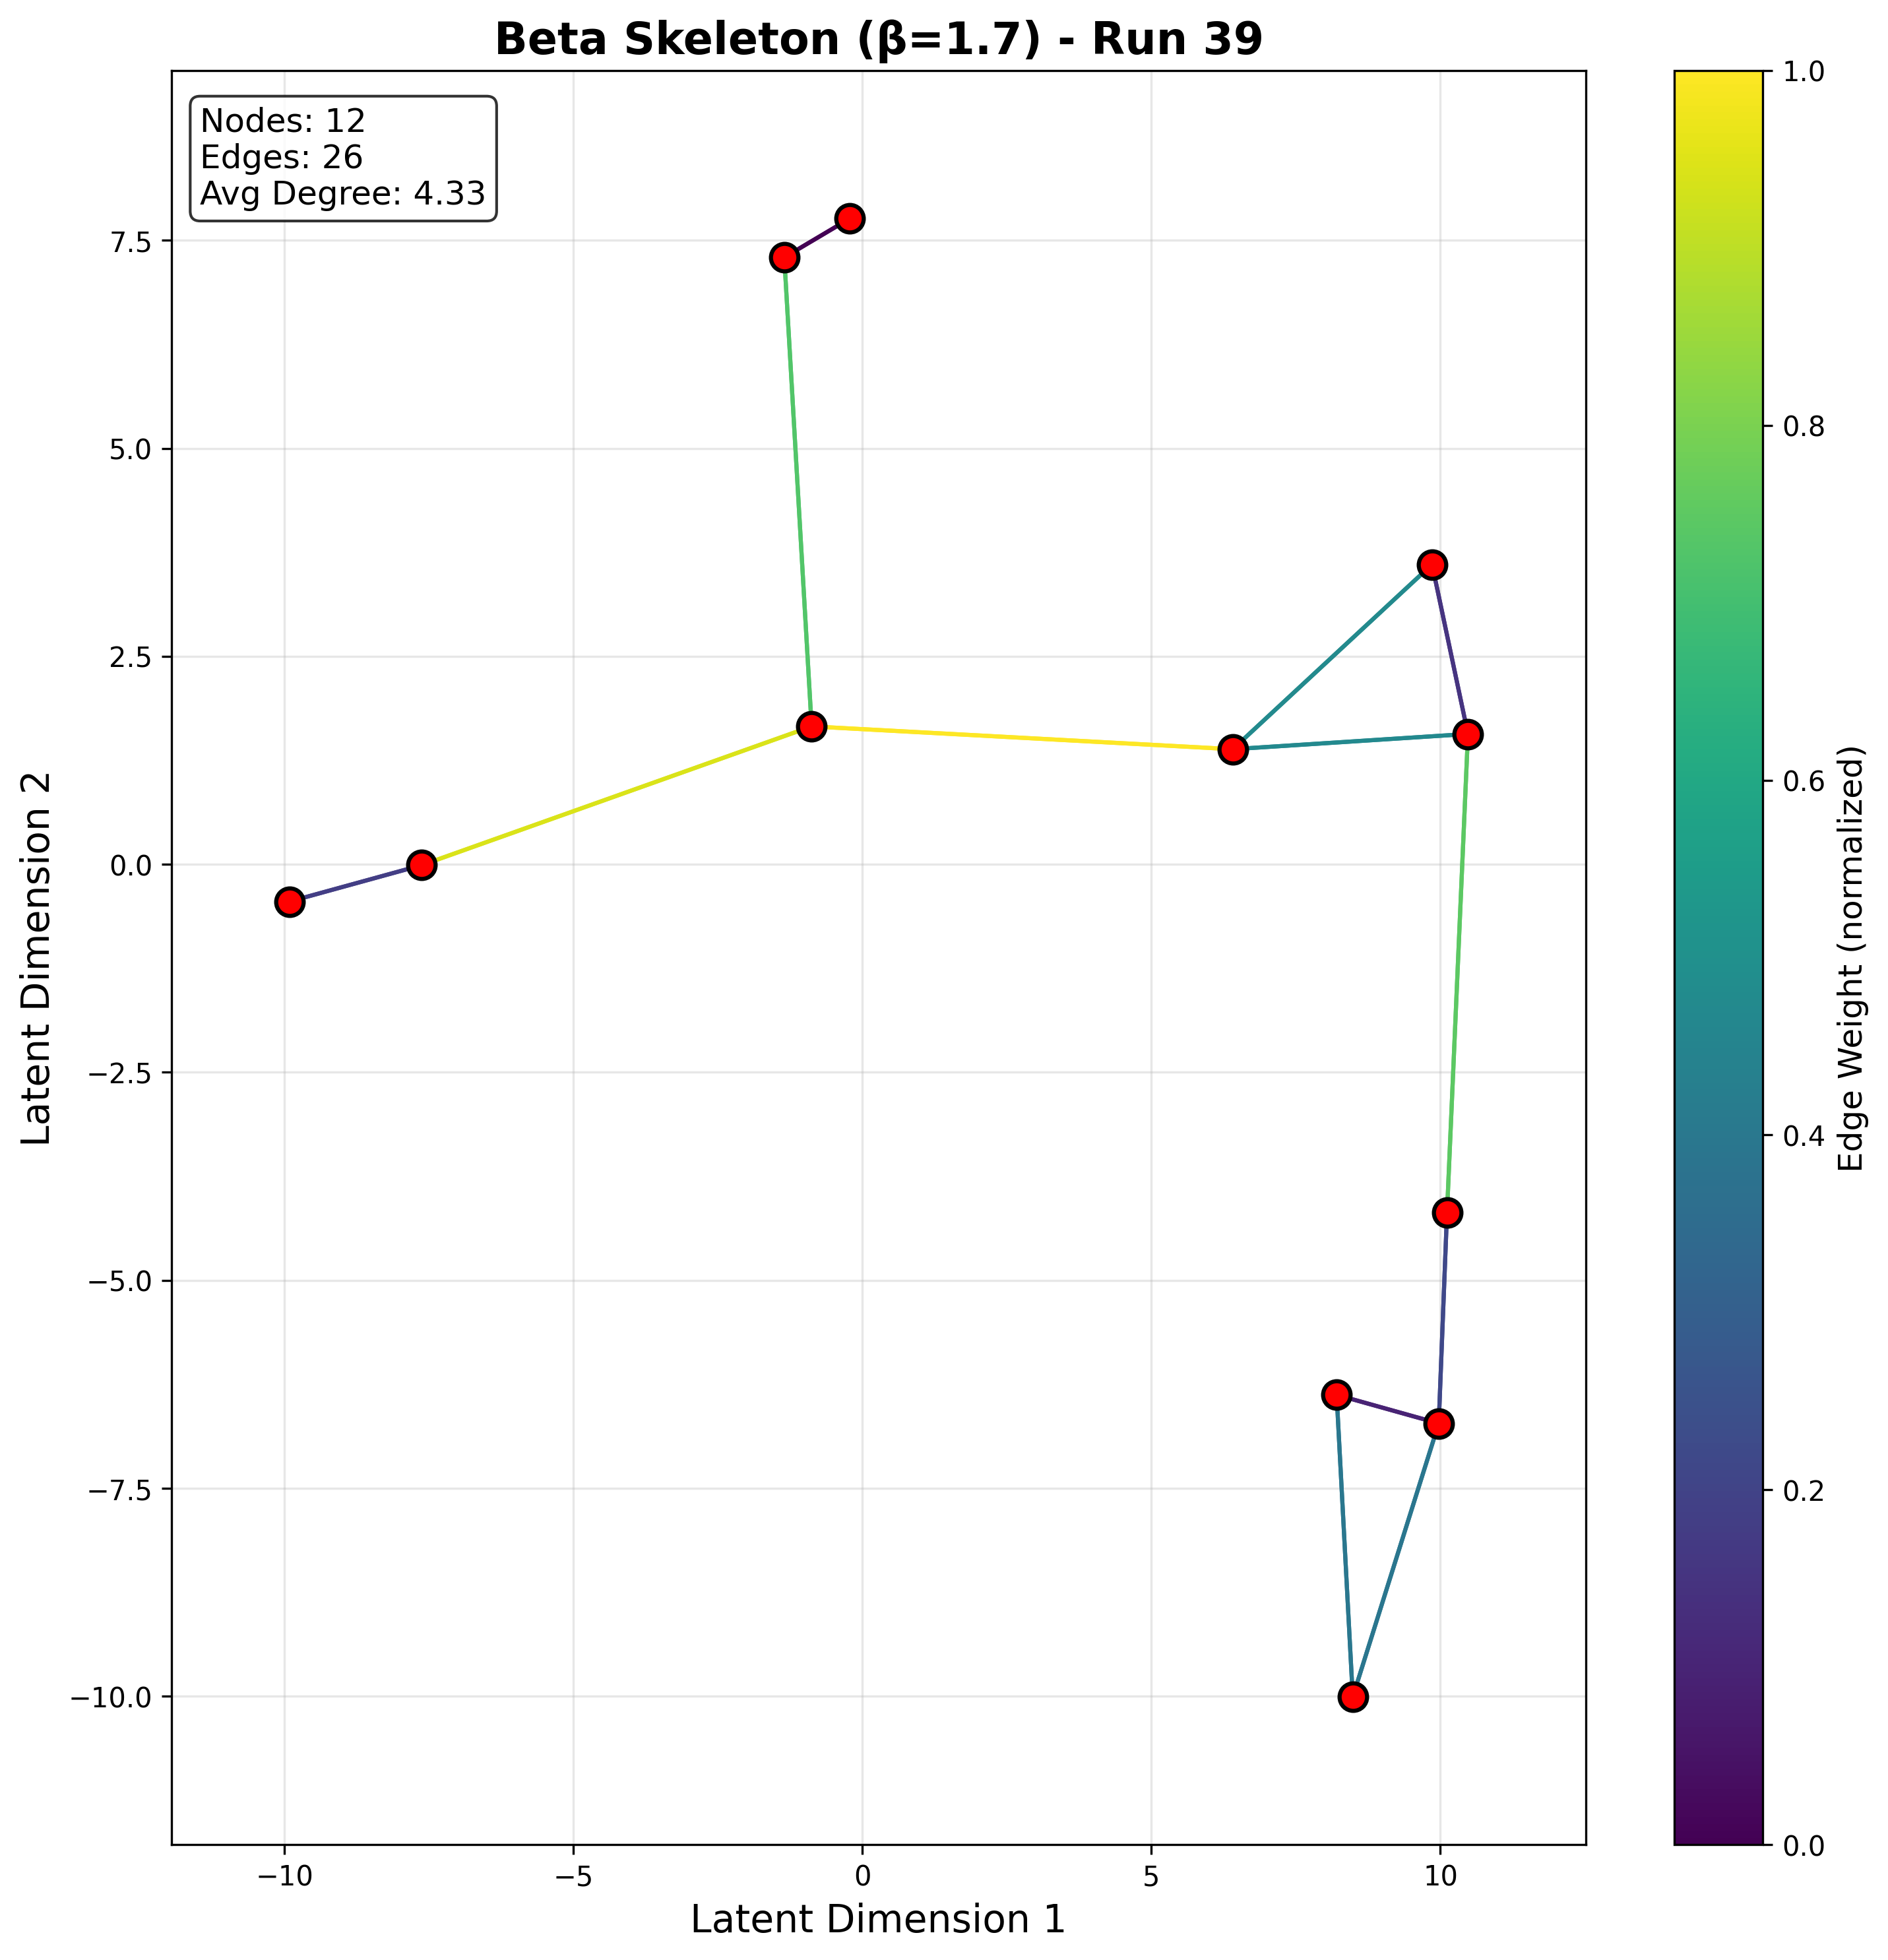 Beta Skeleton (β=1.7) - Run 39
Nodes: 12
Edges: 26
Avg Degree: 4.33
7.5
5.0
2.5
0.0
−2.5
−5.0
−7.5
−10.0
−10
−5
0
5
10
Latent Dimension 1
Latent Dimension 2
1.0
0.8
0.6
0.4
0.2
0.0
Edge Weight (normalized)